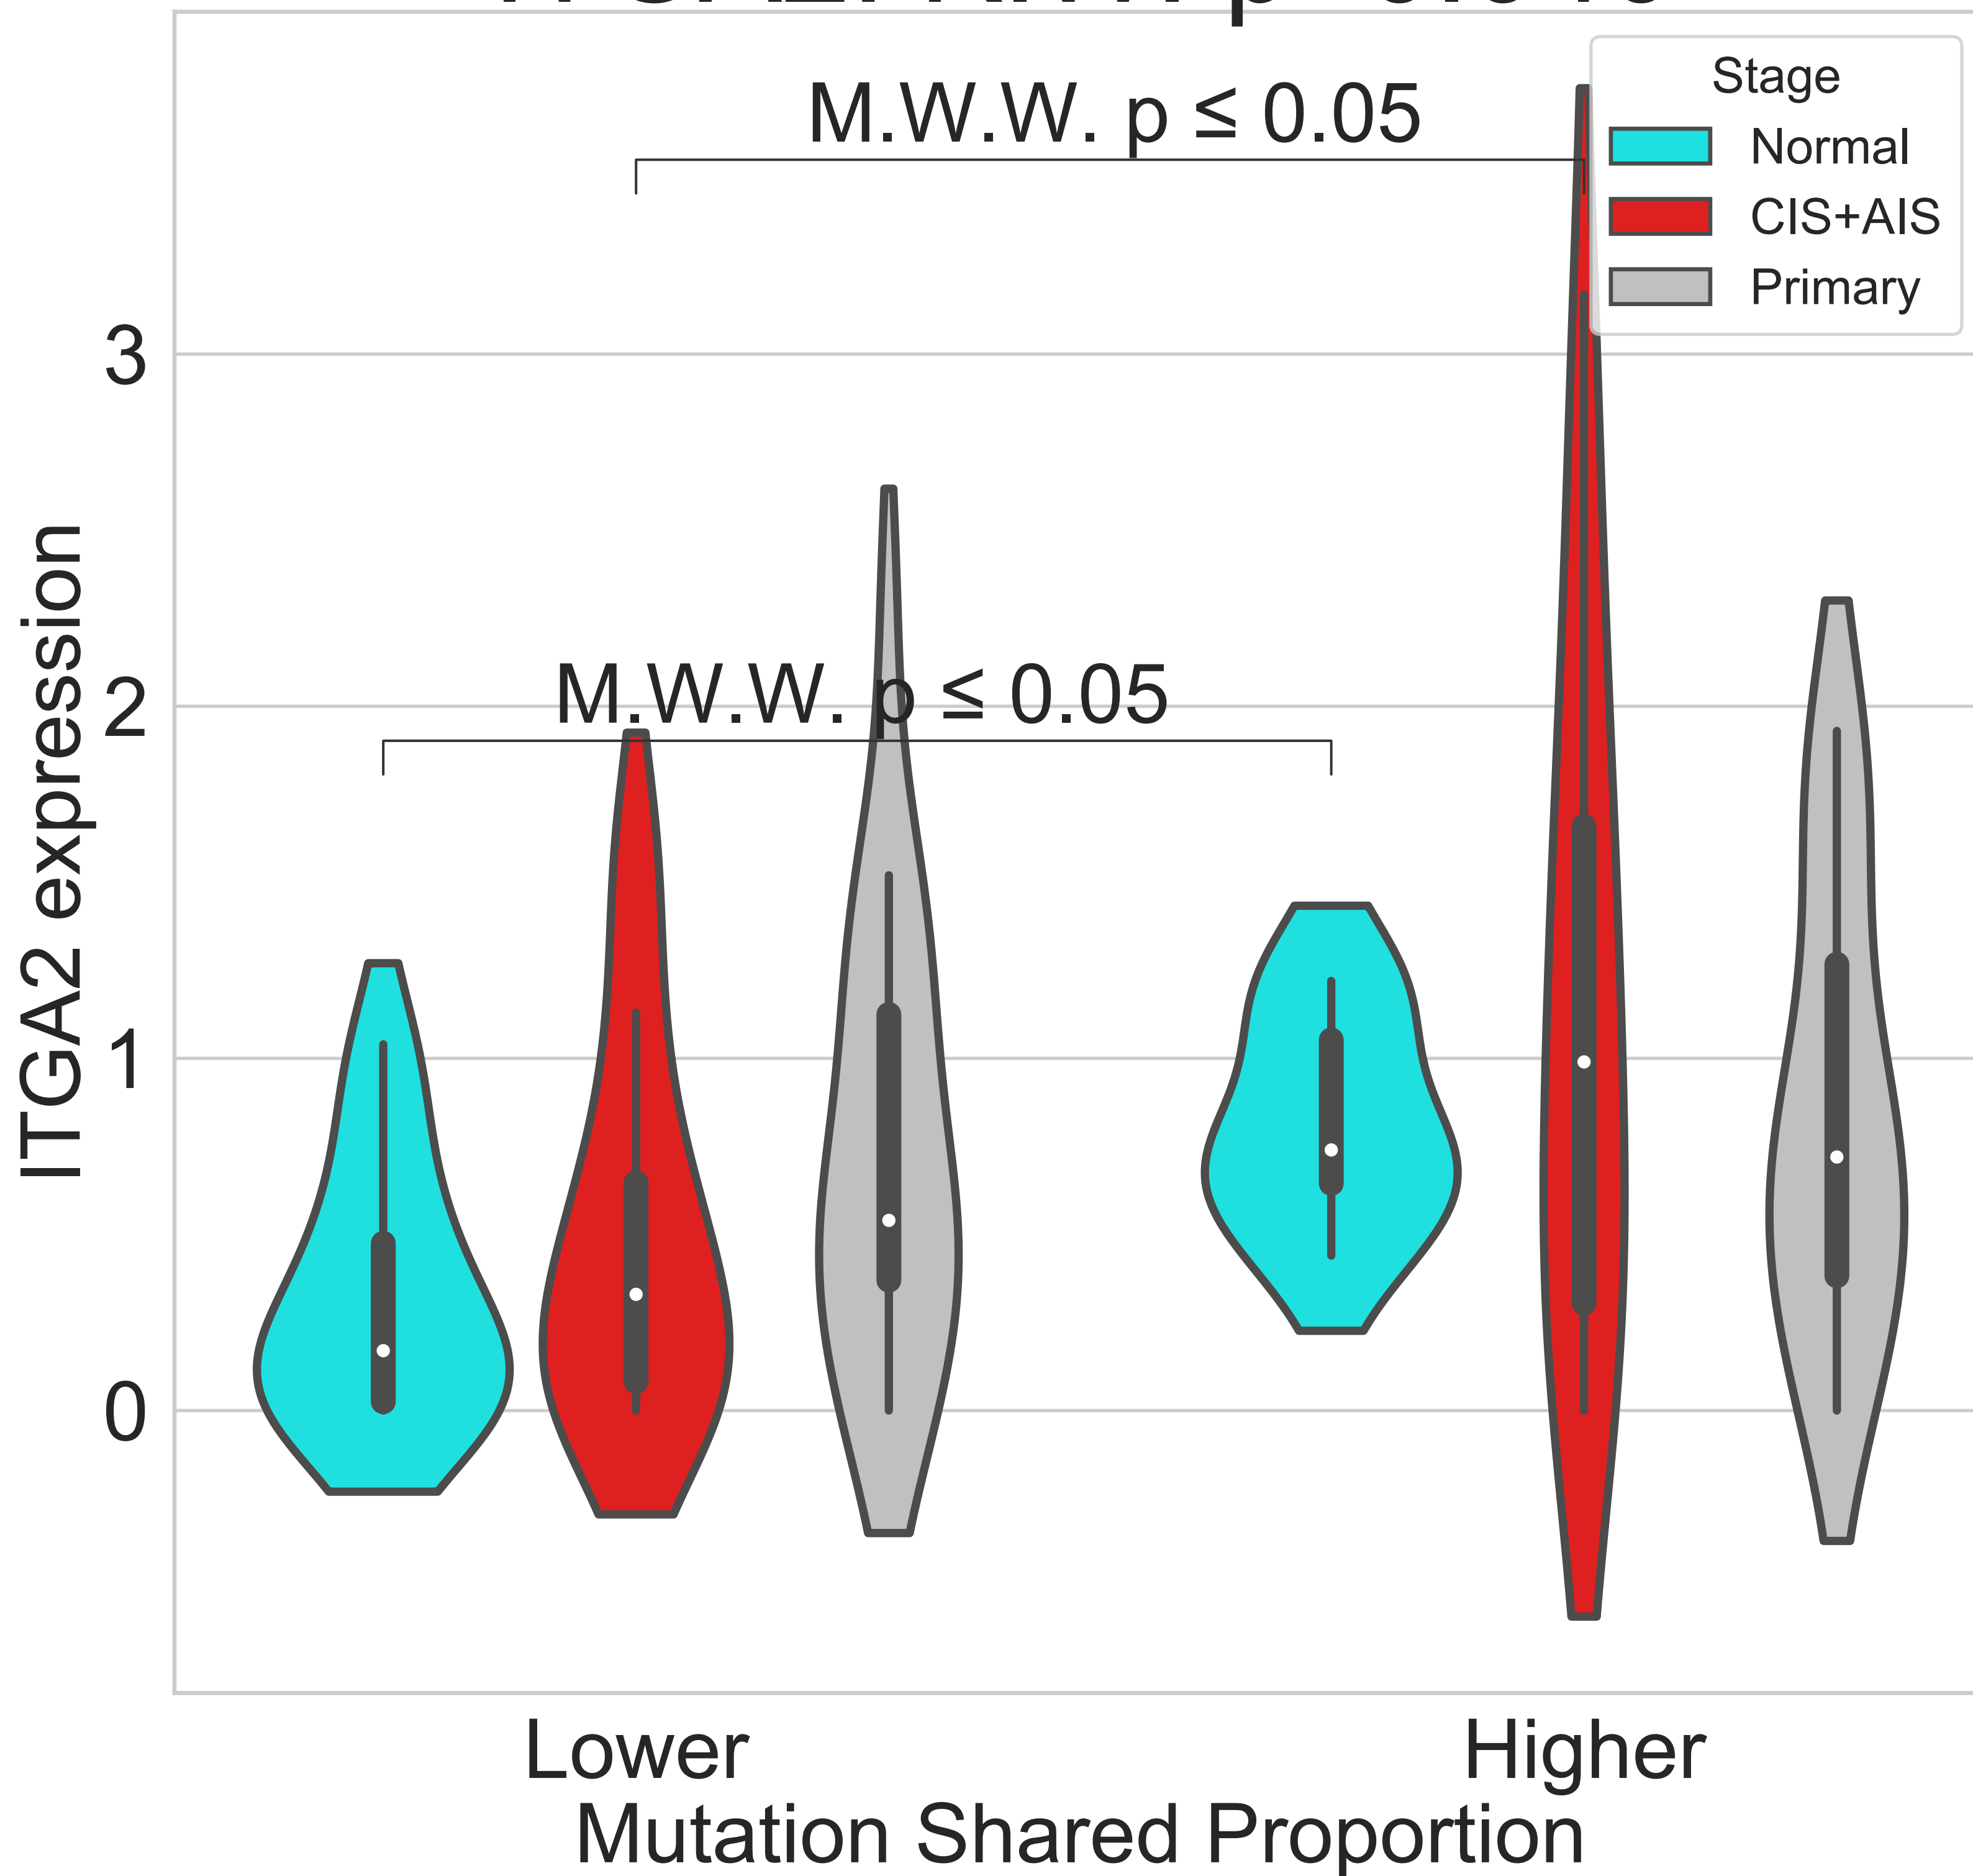 M.W.W. p ≤ 0.05
Stage
Normal
CIS+AIS
Primary
3
M.W.W. p ≤ 0.05
2
1
0
ITGA2 expression
Lower
Higher
Mutation Shared Proportion